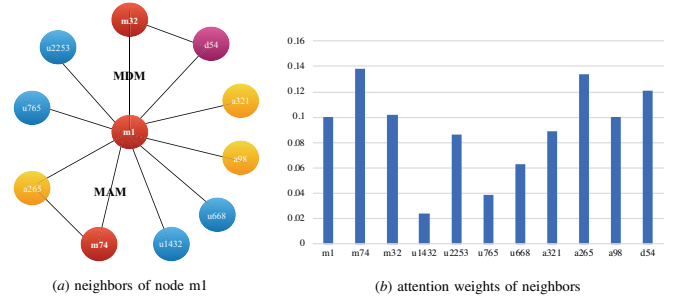 m32
u2253
d54
MDM
a321
u765
m1
a98
a265
MAM
u668
m74
u1432
(a) neighbors of node m1
0.16
0.14
0.12
0.1
0.08
0.06
0.04
0.02
0
m1 m74 m32 u1432 u2253 u765 u668 a321 a265 a98 d54
(b) attention weights of neighbors